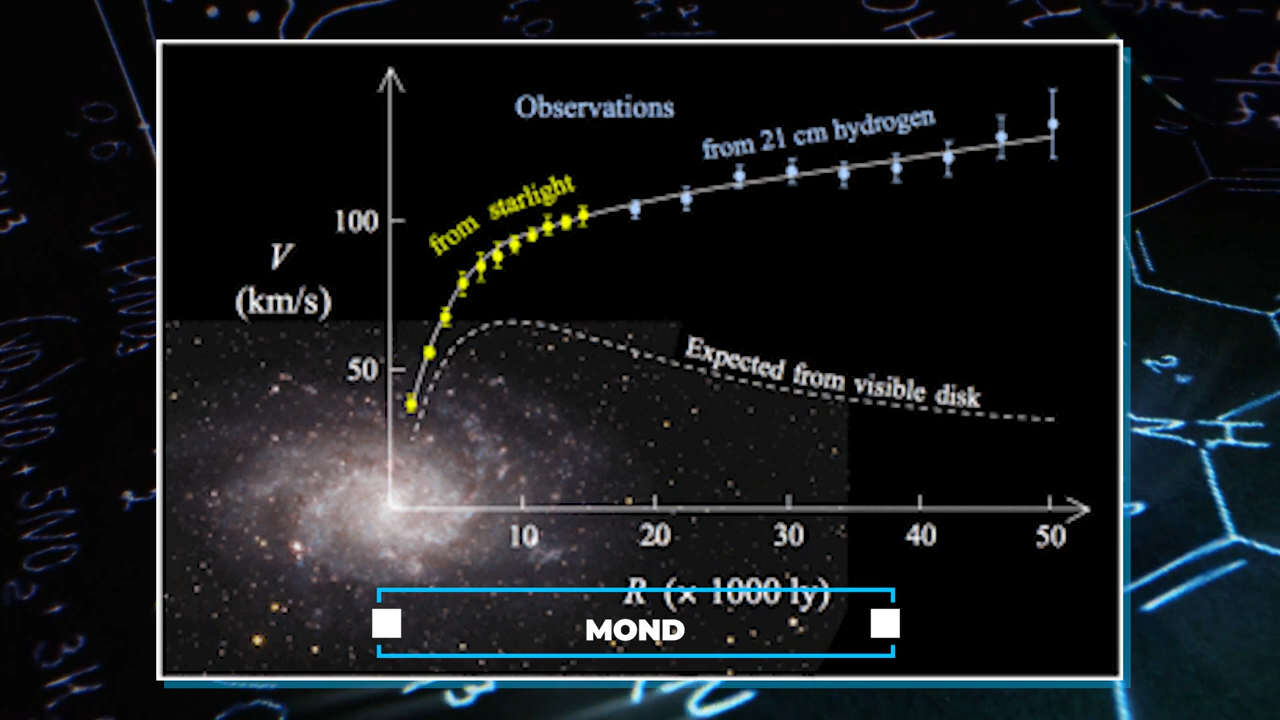 Observations
from 21 cm hydrogen
from starlight
100
V
(km/s)
50
Expected from visible disk
10 20 30 40 50
R (× 1000 ly)
MOND